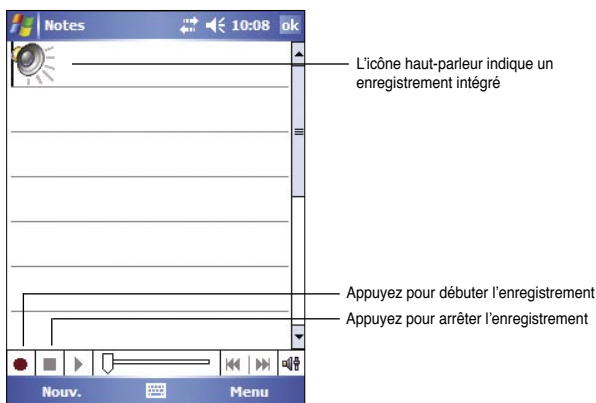 Notes 10:08 ok
L'icône haut-parleur indique un
enregistrement intégré
Appuyez pour débuter l'enregistrement
Appuyez pour arrêter l'enregistrement
Nouv. Menu